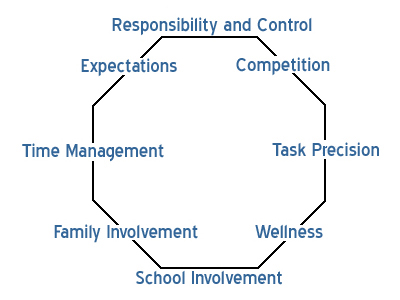 Responsibility and Control
Expectations
Competition
Time Management
Task Precision
Family Involvement
Wellness
School Involvement